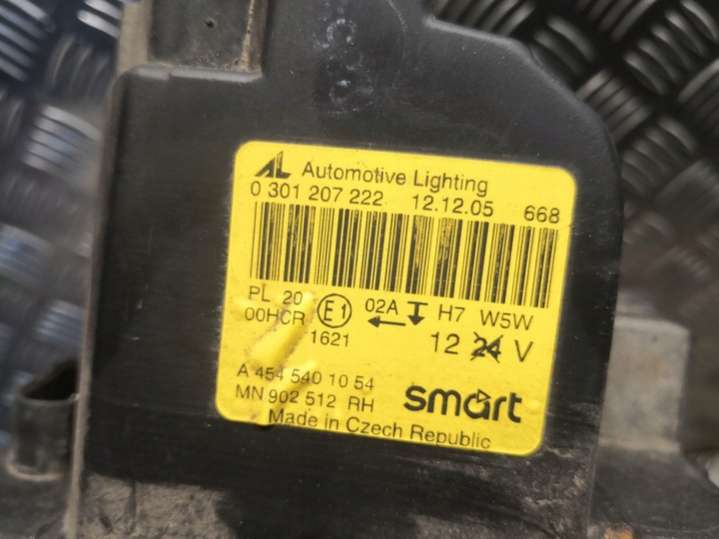 AL Automotive Lighting
0 301 207 222 12.12.05 668
PL 20 E1 02A H7 W5W
00HCR 1621 12 24 V
A 454 540 10 54
MN 902 512 RH smart
Made in Czech Republic